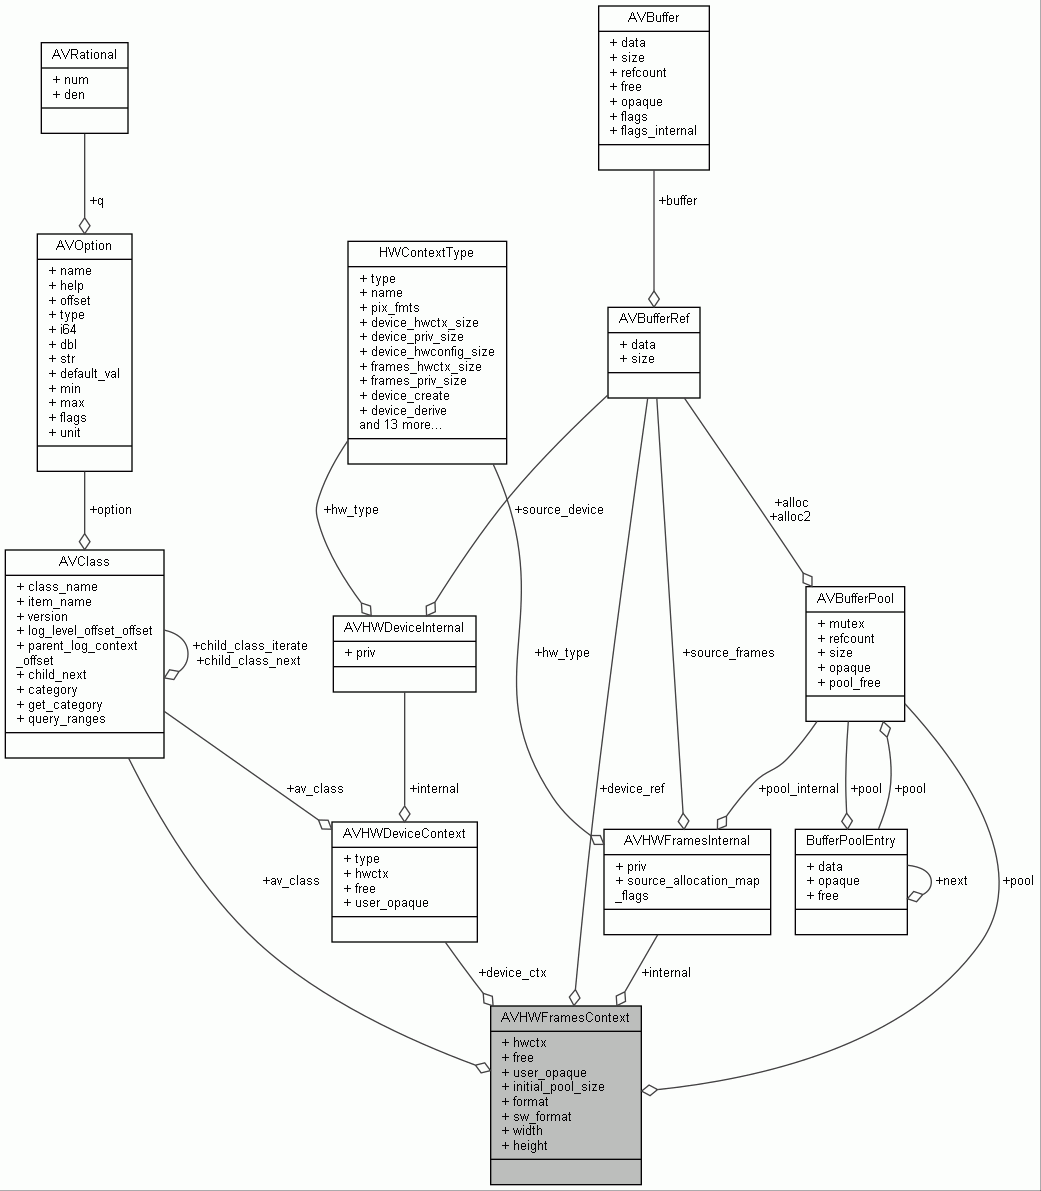 AVBuffer
+ data
+ size
+ refcount
+ free
+ opaque
+ flags
+ flags_internal
AVRational
+ num
+ den
+q
+buffer
AVOption
+ name
+ help
+ offset
+ type
+ i64
+ dbl
+ str
+ default_val
+ min
+ max
+ flags
+ unit
HWContextType
+ type
+ name
+ pix_fmts
+ device_hwctx_size
+ device_priv_size
+ device_hwconfig_size
+ frames_hwctx_size
+ frames_priv_size
+ device_create
+ device_derive
and 13 more...
AVBufferRef
+ data
+ size
+option
+hw_type
+source_device
+alloc
+alloc2
AVClass
+ class_name
+ item_name
+ version
+ log_level_offset_offset
+ parent_log_context
_offset
+ child_next
+ category
+ get_category
+ query_ranges
+child_class_iterate
+child_class_next
AVHWDeviceInternal
+ priv
+hw_type
+source_frames
AVBufferPool
+ mutex
+ refcount
+ size
+ opaque
+ pool_free
+av_class
+internal
+device_ref
+pool_internal
+pool
+pool
AVHWDeviceContext
+ type
+ hwctx
+ free
+ user_opaque
+av_class
AVHWFramesInternal
+ priv
+ source_allocation_map
_flags
BufferPoolEntry
+ data
+ opaque
+ free
+next
+pool
+device_ctx
+internal
AVHWFramesContext
+ hwctx
+ free
+ user_opaque
+ initial_pool_size
+ format
+ sw_format
+ width
+ height